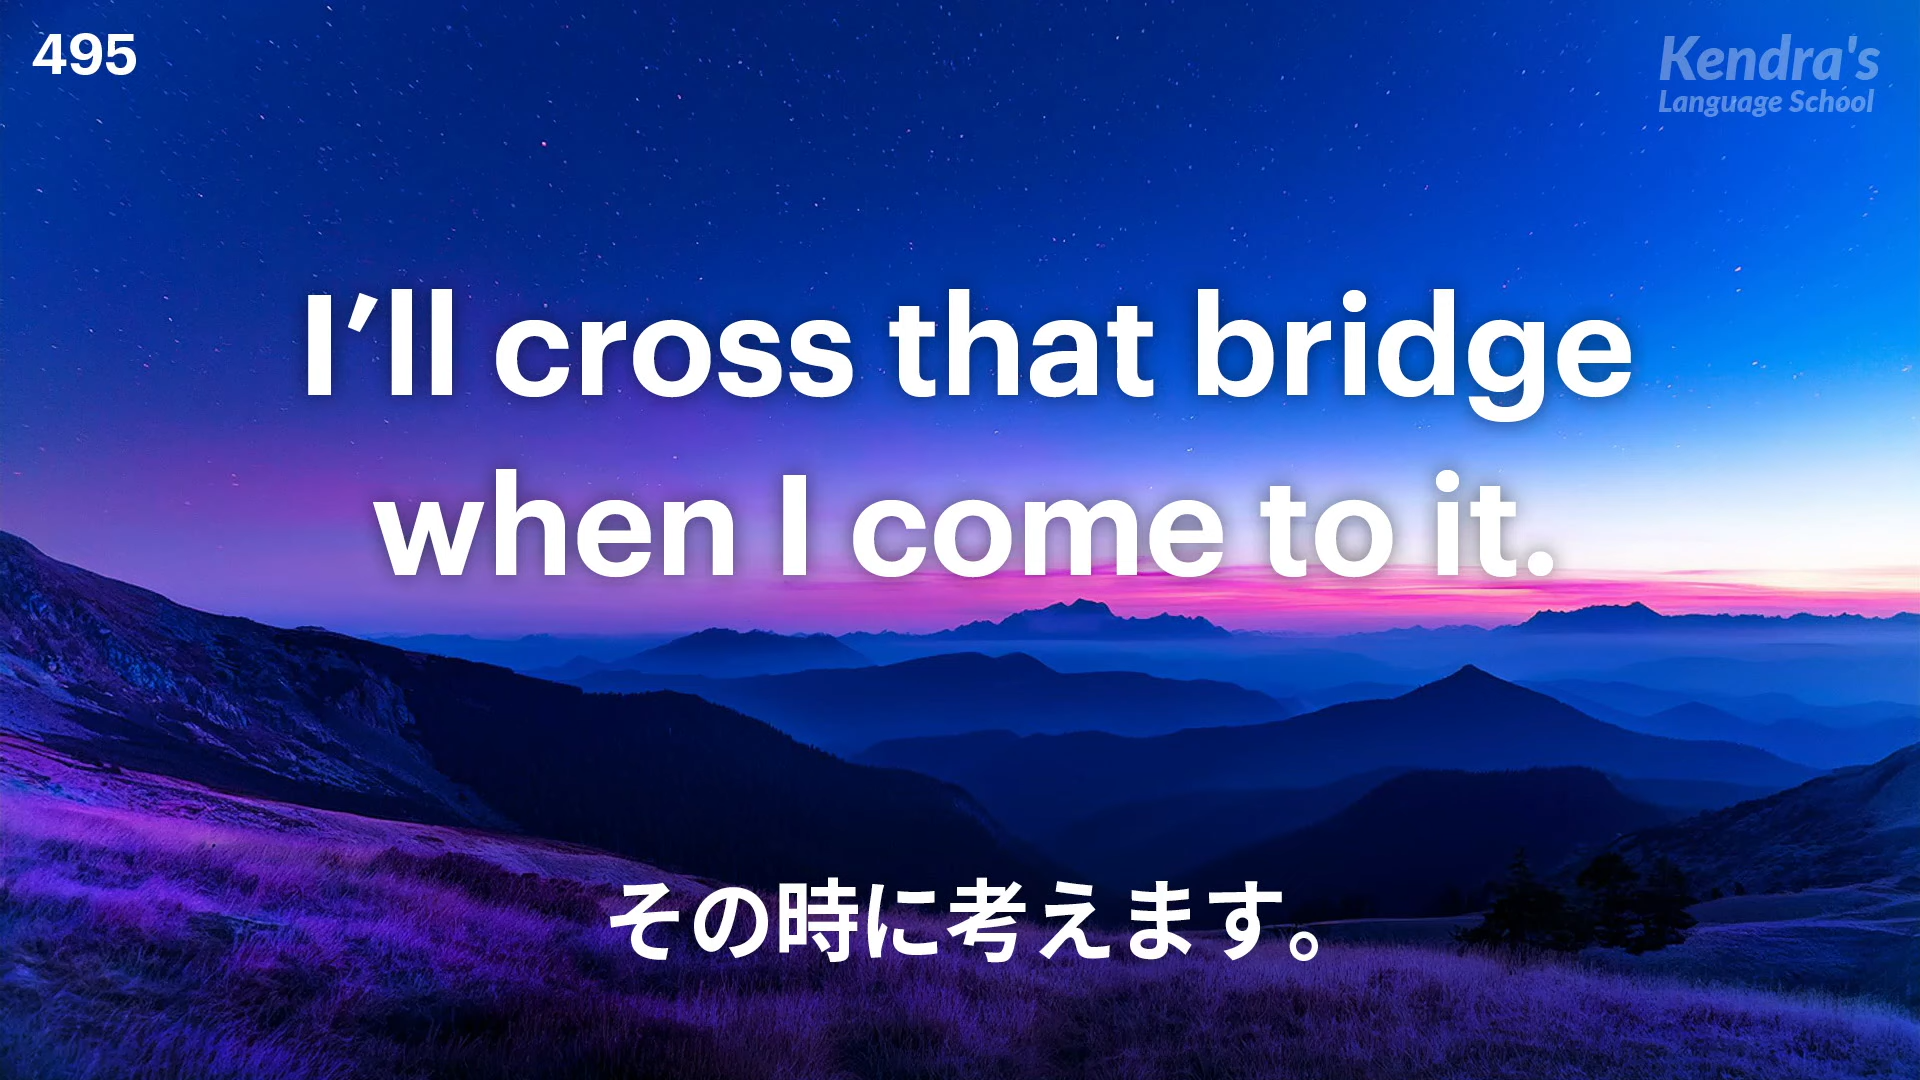 495
Kendra's
Language School
I’ll cross that bridge
when I come to it.
その時に考えます。